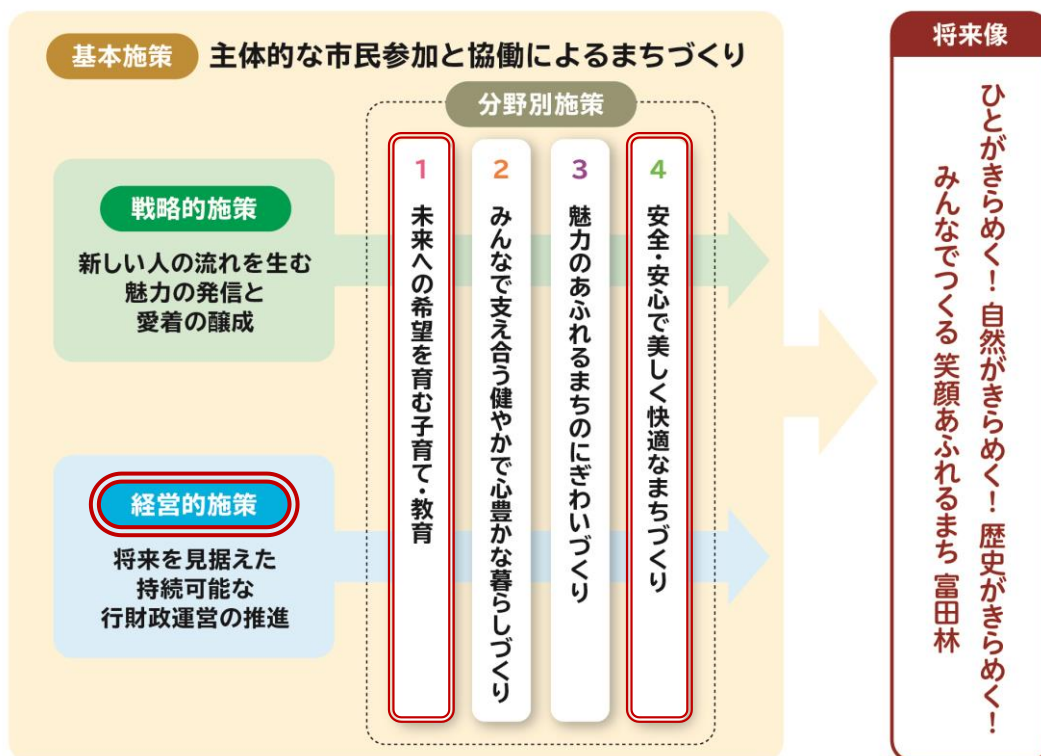 基本施策 主体的な市民参加と協働によるまちづくり
分野別施策
戦略的施策
新しい人の流れを生む
魅力の発信と
愛着の醸成
経営的施策
将来を見据えた
持続可能な
行財政運営の推進
1 未来への希望を育む子育て・教育
2 みんなで支え合う健やかで心豊かな暮らしづくり
3 魅力のあふれるまちのにぎわいづくり
4 安全・安心で美しく快適なまちづくり
将来像
ひとがきらめく！自然がきらめく！歴史がきらめく！
みんなでつくる 笑顔あふれるまち 富田林